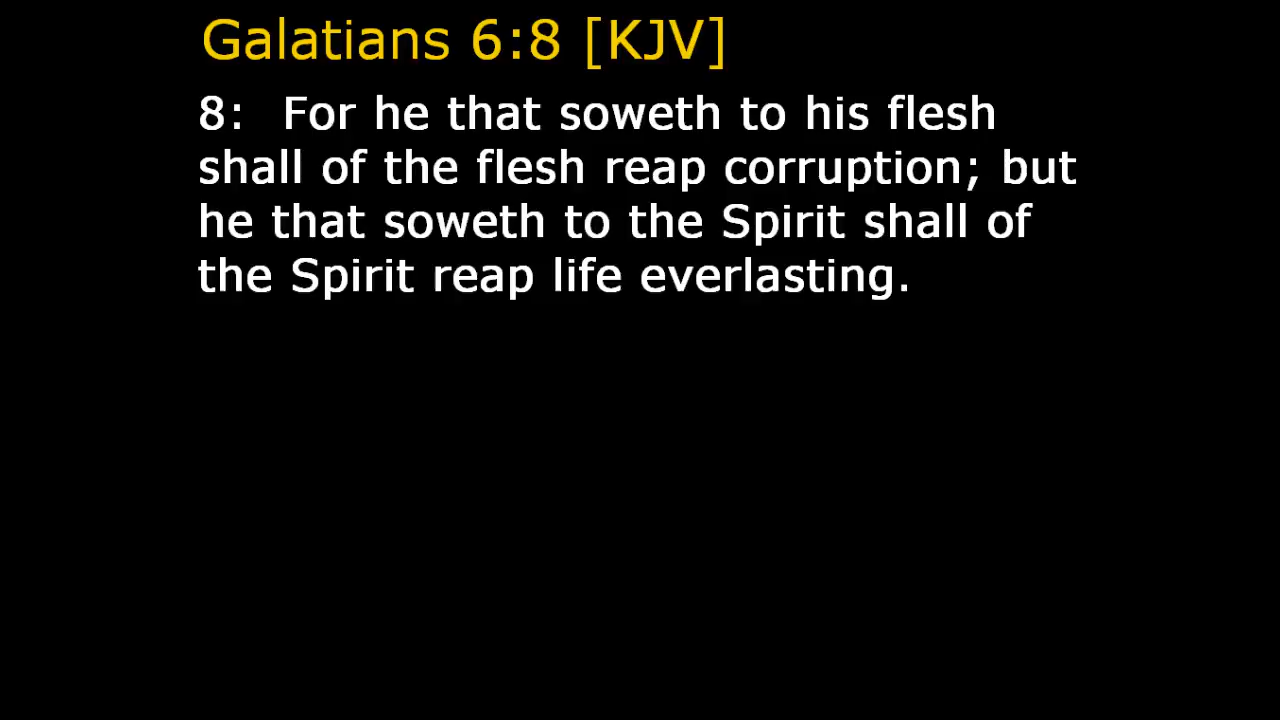 Galatians 6:8 [KJV]
8:  For he that soweth to his flesh
shall of the flesh reap corruption; but
he that soweth to the Spirit shall of
the Spirit reap life everlasting.